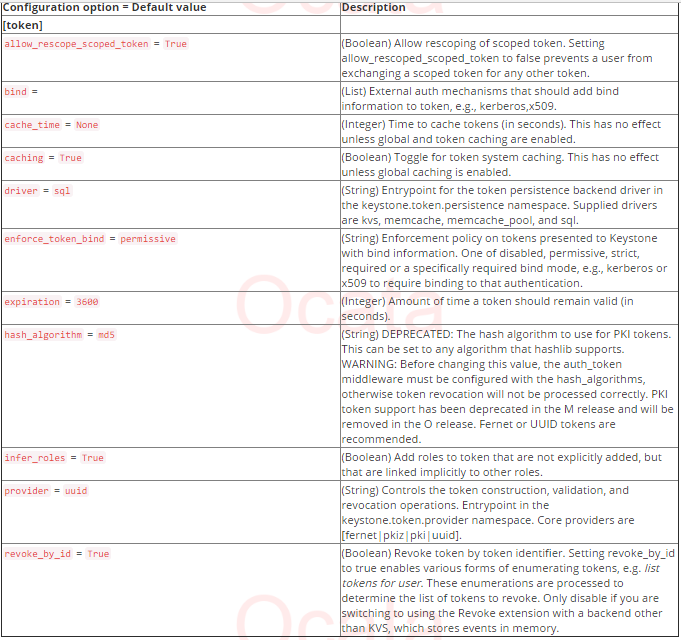 Configuration option = Default value Description
[token]
allow_rescope_scoped_token = True (Boolean) Allow rescoping of scoped token. Setting
allow_rescoped_scoped_token to false prevents a user from
exchanging a scoped token for any other token.
bind = (List) External auth mechanisms that should add bind
information to token, e.g., kerberos,x509.
cache_time = None (Integer) Time to cache tokens (in seconds). This has no effect
unless global and token caching are enabled.
caching = True (Boolean) Toggle for token system caching. This has no effect
unless global caching is enabled.
driver = sql (String) Entrypoint for the token persistence backend driver in
the keystone.token.persistence namespace. Supplied drivers
are kvs, memcache, memcache_pool, and sql.
enforce_token_bind = permissive (String) Enforcement policy on tokens presented to Keystone
with bind information. One of disabled, permissive, strict,
required or a specifically required bind mode, e.g., kerberos or
x509 to require binding to that authentication.
Ocata
expiration = 3600 (Integer) Amount of time a token should remain valid (in
seconds).
hash_algorithm = md5 (String) DEPRECATED: The hash algorithm to use for PKI tokens.
This can be set to any algorithm that hashlib supports.
WARNING: Before changing this value, the auth_token
middleware must be configured with the hash_algorithms,
otherwise token revocation will not be processed correctly. PKI
token support has been deprecated in the M release and will be
removed in the O release. Fernet or UUID tokens are
recommended.
infer_roles = True (Boolean) Add roles to token that are not explicitly added, but
that are linked implicitly to other roles.
provider = uuid (String) Controls the token construction, validation, and
revocation operations. Entrypoint in the
keystone.token.provider namespace. Core providers are
[fernet|pkiz|pki|uuid].
revoke_by_id = True (Boolean) Revoke token by token identifier. Setting revoke_by_id
to true enables various forms of enumerating tokens, e.g. list
tokens for user. These enumerations are processed to
determine the list of tokens to revoke. Only disable if you are
switching to using the Revoke extension with a backend other
than KVS, which stores events in memory.
Ocata